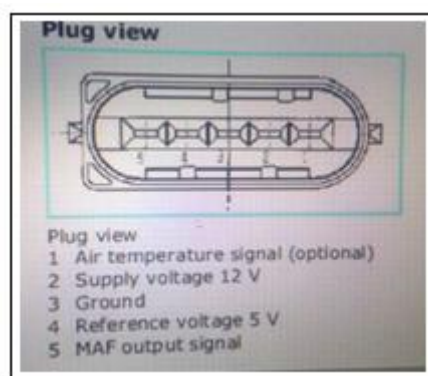 Plug view
5 4 3 2 1
Plug view
1 Air temperature signal (optional)
2 Supply voltage 12 V
3 Ground
4 Reference voltage 5 V
5 MAF output signal